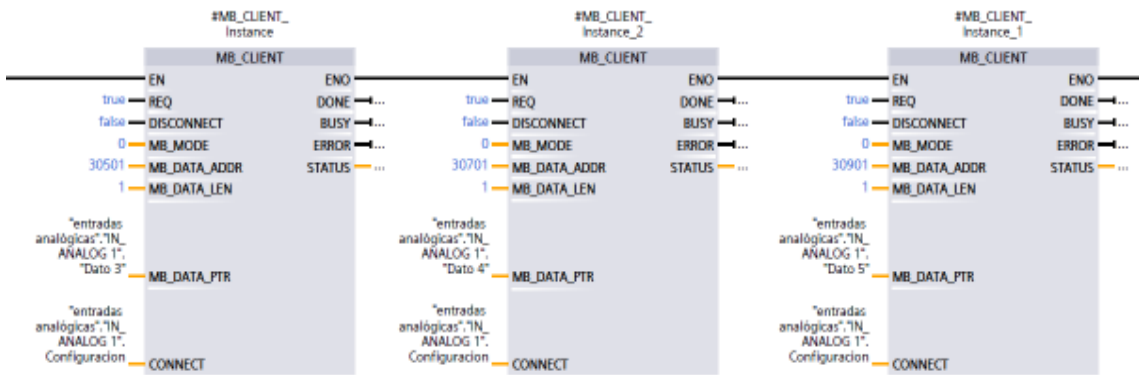 #MB_CLIENT_
Instance
MB_CLIENT
EN ENO
true REQ DONE ...
false DISCONNECT BUSY ...
0 MB_MODE ERROR ...
30501 MB_DATA_ADDR STATUS ...
1 MB_DATA_LEN
"entradas
analógicas"."IN_
ANALOG 1".
"Dato 3" MB_DATA_PTR
"entradas
analógicas"."IN_
ANALOG 1".
Configuracion CONNECT
#MB_CLIENT_
Instance_2
MB_CLIENT
EN ENO
true REQ DONE ...
false DISCONNECT BUSY ...
0 MB_MODE ERROR ...
30701 MB_DATA_ADDR STATUS ...
1 MB_DATA_LEN
"entradas
analógicas"."IN_
ANALOG 1".
"Dato 4" MB_DATA_PTR
"entradas
analógicas"."IN_
ANALOG 1".
Configuracion CONNECT
#MB_CLIENT_
Instance_1
MB_CLIENT
EN ENO
true REQ DONE ...
false DISCONNECT BUSY ...
0 MB_MODE ERROR ...
30901 MB_DATA_ADDR STATUS ...
1 MB_DATA_LEN
"entradas
analógicas"."IN_
ANALOG 1".
"Dato 5" MB_DATA_PTR
"entradas
analógicas"."IN_
ANALOG 1".
Configuracion CONNECT